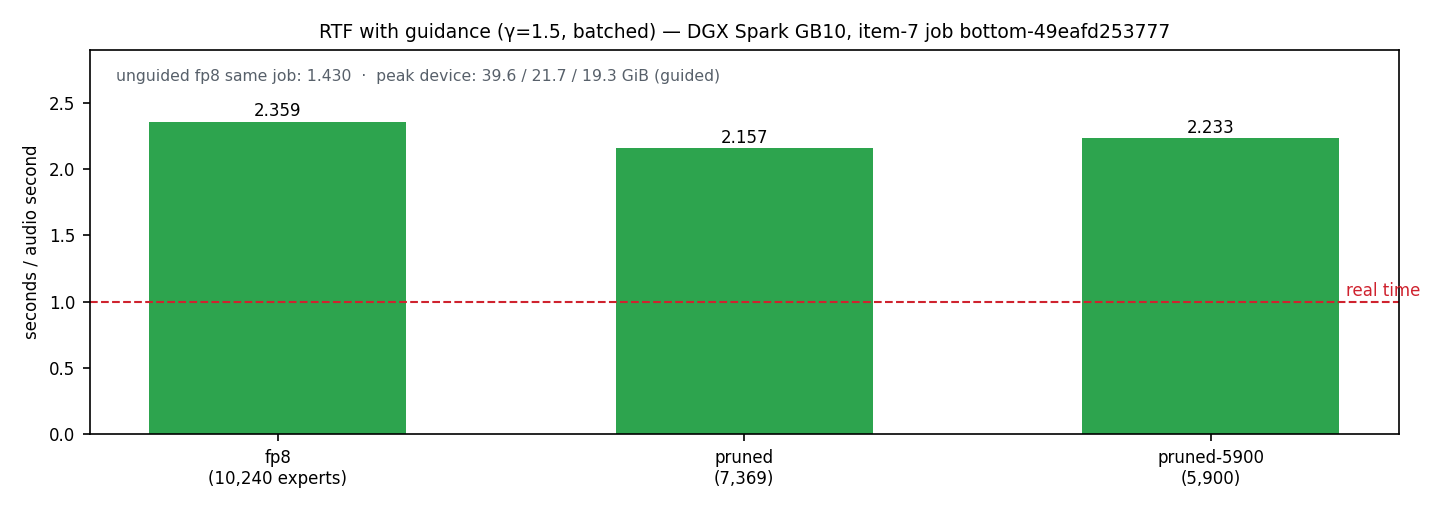 RTF with guidance (γ=1.5, batched) — DGX Spark GB10, item-7 job bottom-49eafd253777
unguided fp8 same job: 1.430 · peak device: 39.6 / 21.7 / 19.3 GiB (guided)
seconds / audio second
2.5
2.0
1.5
1.0
0.5
0.0
2.359
2.157
2.233
real time
fp8
(10,240 experts)
pruned
(7,369)
pruned-5900
(5,900)